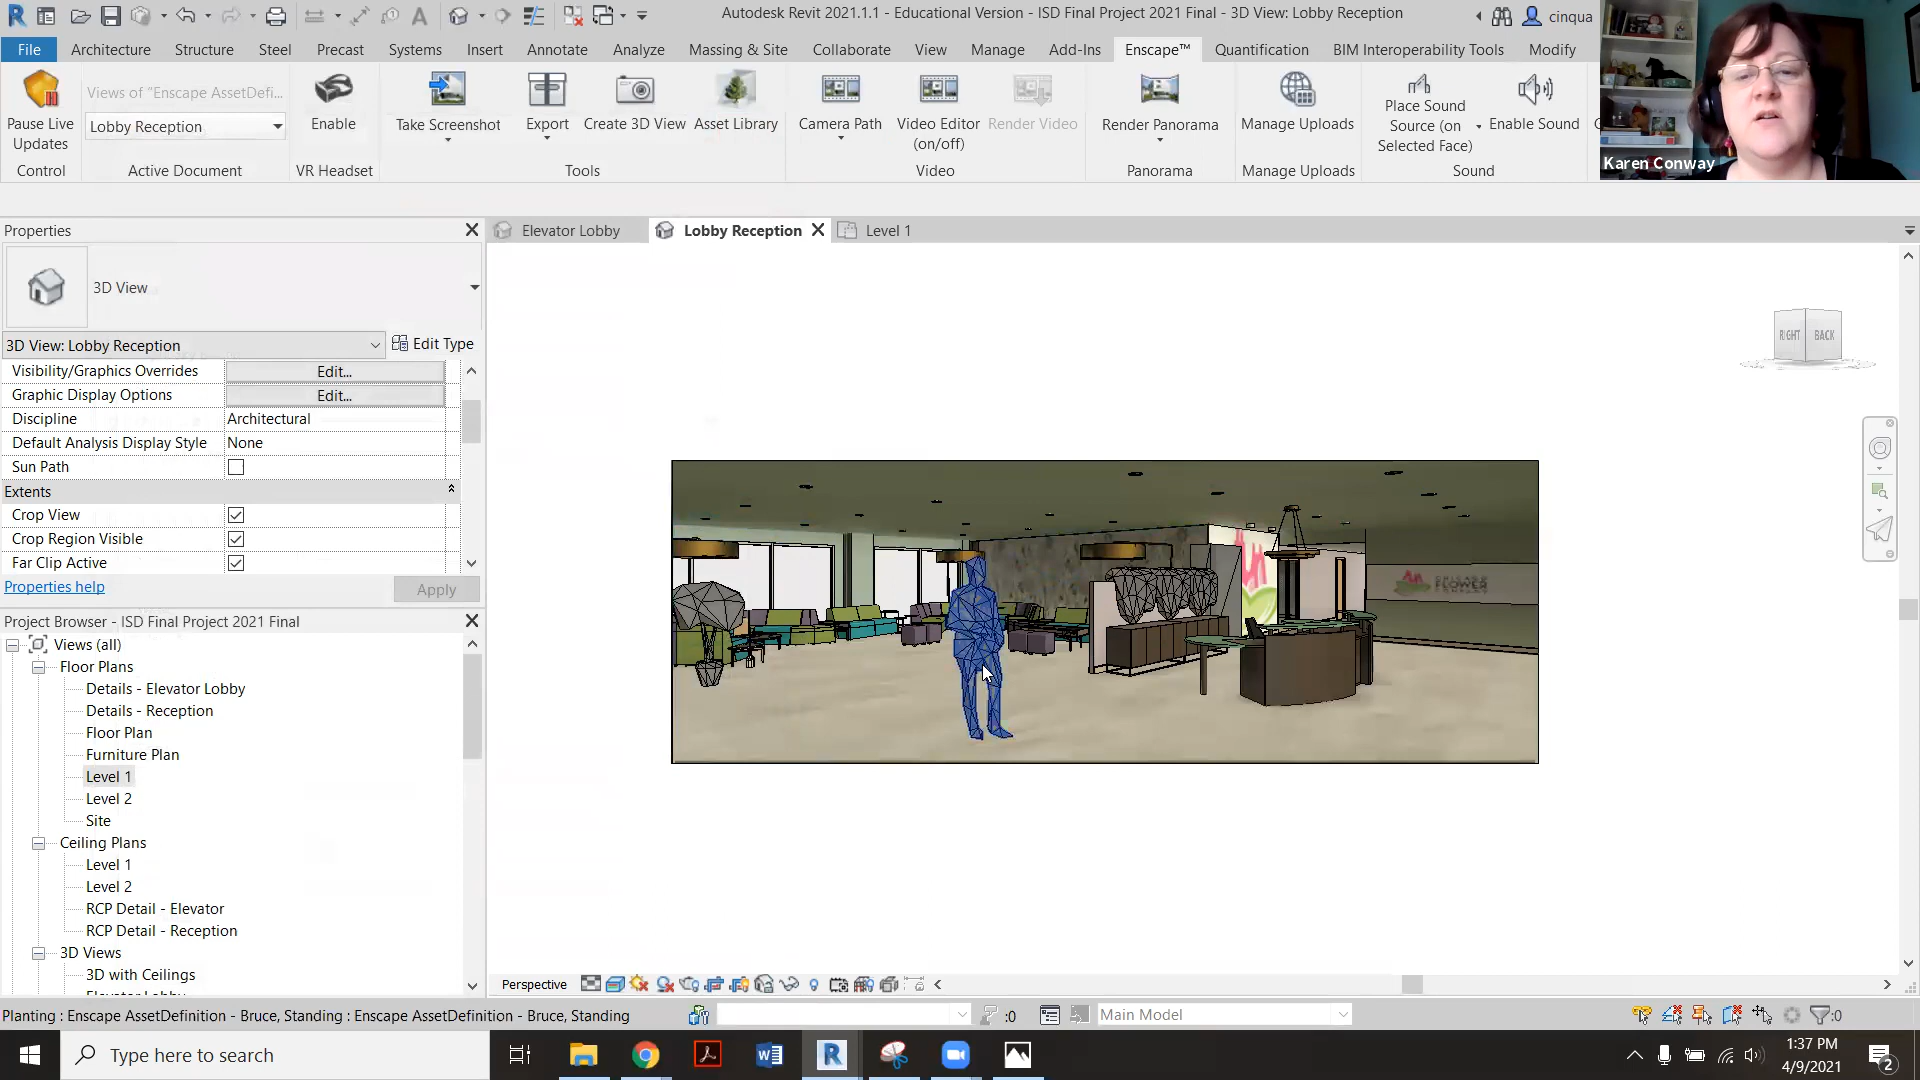 Autodesk Revit 2021.1.1 - Educational Version - ISD Final Project 2021 Final - 3D View: Lobby Reception
cinqua
File Architecture Structure Steel Precast Systems Insert Annotate Analyze Massing & Site Collaborate View Manage Add-Ins Enscape™ Quantification BIM Interoperability Tools Modify
Pause Live Updates
Views of "Enscape AssetDefi...
Lobby Reception
Enable
Take Screenshot
Export
Create 3D View
Asset Library
Camera Path
Video Editor (on/off)
Render Video
Render Panorama
Manage Uploads
Place Sound Source (on Selected Face)
Enable Sound
Karen Conway
Control Active Document VR Headset Tools Video Panorama Manage Uploads Sound
Properties
Elevator Lobby
Lobby Reception
Level 1
3D View
RIGHT BACK
3D View: Lobby Reception
Edit Type
Visibility/Graphics Overrides Edit...
Graphic Display Options Edit...
Discipline Architectural
Default Analysis Display Style None
Sun Path
Extents
Crop View
Crop Region Visible
Far Clip Active
Properties help
Apply
Project Browser - ISD Final Project 2021 Final
Views (all)
Floor Plans
Details - Elevator Lobby
Details - Reception
Floor Plan
Furniture Plan
Level 1
Level 2
Site
Ceiling Plans
Level 1
Level 2
RCP Detail - Elevator
RCP Detail - Reception
3D Views
3D with Ceilings
Elevator Lobby
Perspective
Planting : Enscape AssetDefinition - Bruce, Standing : Enscape AssetDefinition - Bruce, Standing
:0
Main Model
:0
Type here to search
1:37 PM
4/9/2021
2